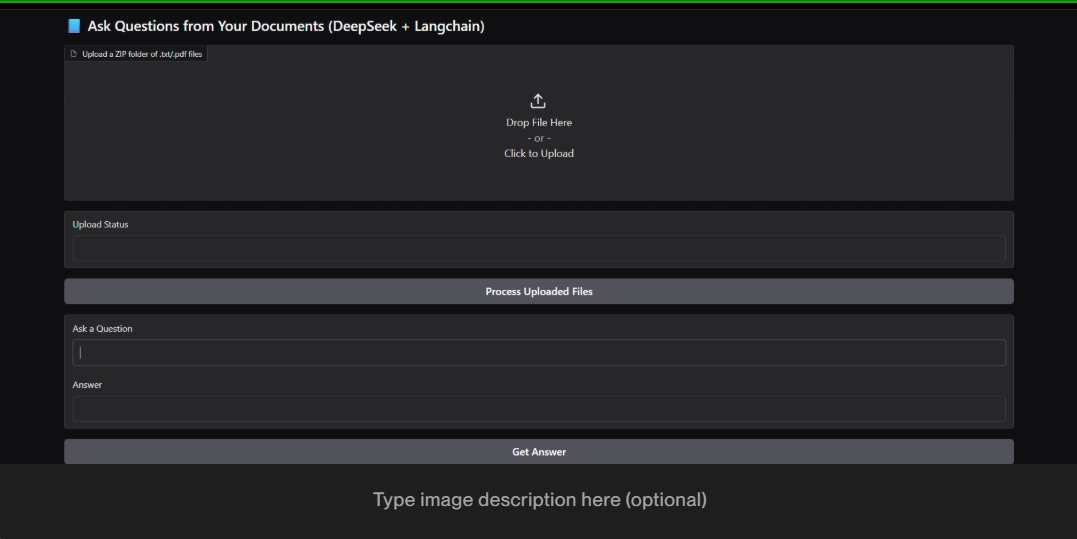 Ask Questions from Your Documents (DeepSeek + Langchain)
Upload a ZIP folder of .txt/.pdf files
Drop File Here
- or -
Click to Upload
Upload Status
Process Uploaded Files
Ask a Question
Answer
Get Answer
Type image description here (optional)